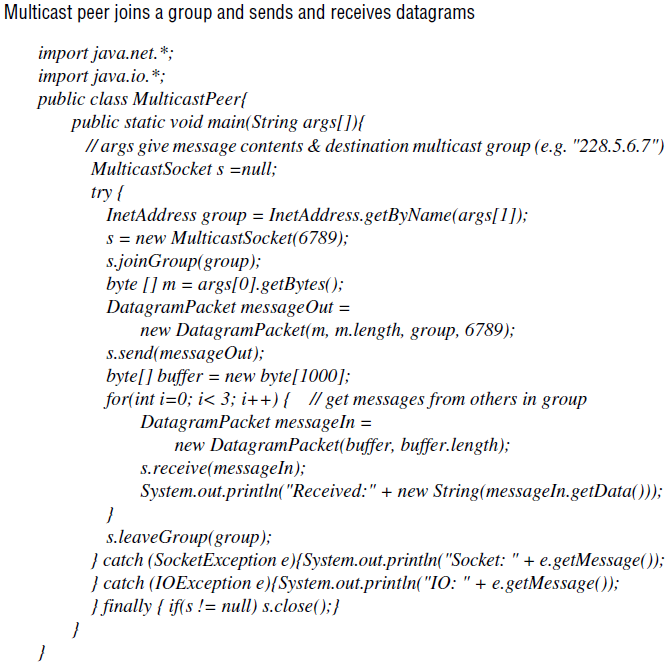 Multicast peer joins a group and sends and receives datagrams
import java.net.*;
import java.io.*;
public class MulticastPeer{
public static void main(String args[]){
// args give message contents & destination multicast group (e.g. "228.5.6.7")
MulticastSocket s =null;
try {
InetAddress group = InetAddress.getByName(args[1]);
s = new MulticastSocket(6789);
s.joinGroup(group);
byte [] m = args[0].getBytes();
DatagramPacket messageOut =
new DatagramPacket(m, m.length, group, 6789);
s.send(messageOut);
byte[] buffer = new byte[1000];
for(int i=0; i< 3; i++) { // get messages from others in group
DatagramPacket messageIn =
new DatagramPacket(buffer, buffer.length);
s.receive(messageIn);
System.out.println("Received:" + new String(messageIn.getData()));
}
s.leaveGroup(group);
} catch (SocketException e){System.out.println("Socket: " + e.getMessage());
} catch (IOException e){System.out.println("IO: " + e.getMessage());
} finally { if(s != null) s.close();}
}
}